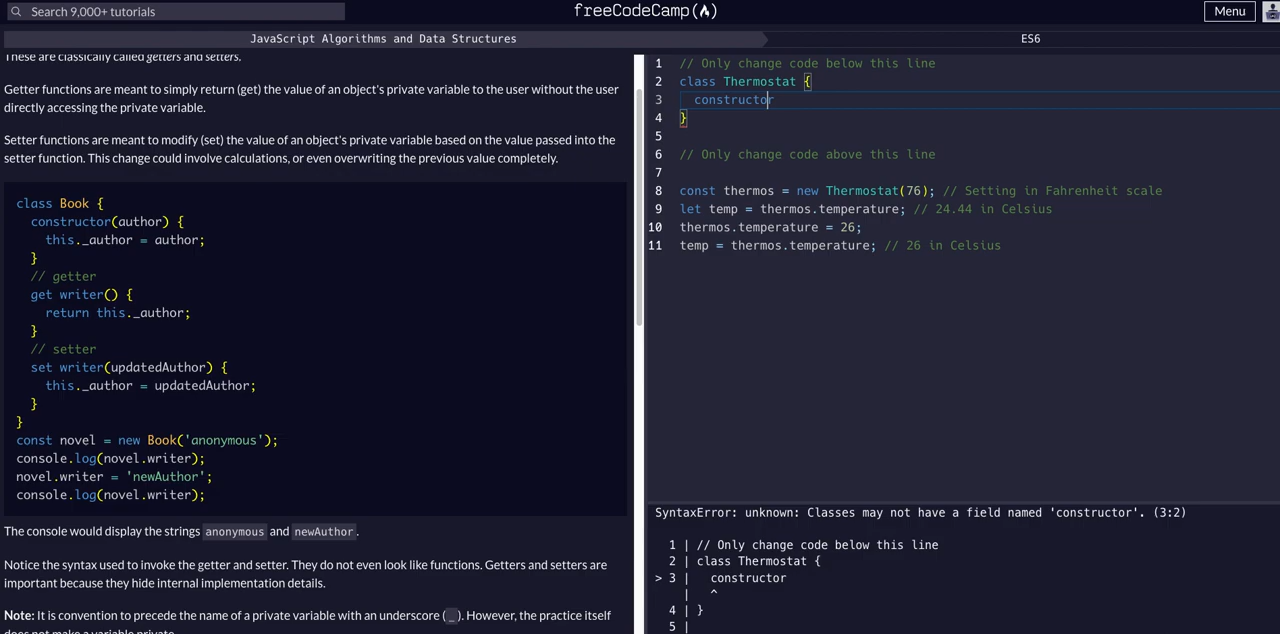 Search 9,000+ tutorials
freeCodeCamp
Menu
JavaScript Algorithms and Data Structures
ES6
These are classically called getters and setters.
Getter functions are meant to simply return (get) the value of an object's private variable to the user without the user
directly accessing the private variable.
Setter functions are meant to modify (set) the value of an object's private variable based on the value passed into the
setter function. This change could involve calculations, or even overwriting the previous value completely.
class Book {
constructor(author) {
this._author = author;
}
// getter
get writer() {
return this._author;
}
// setter
set writer(updatedAuthor) {
this._author = updatedAuthor;
}
}
const novel = new Book('anonymous');
console.log(novel.writer);
novel.writer = 'newAuthor';
console.log(novel.writer);
The console would display the strings anonymous and newAuthor.
Notice the syntax used to invoke the getter and setter. They do not even look like functions. Getters and setters are
important because they hide internal implementation details.
Note: It is convention to precede the name of a private variable with an underscore (_). However, the practice itself
does not make a variable private.
1 // Only change code below this line
2 class Thermostat {
3 constructor
4 }
5
6 // Only change code above this line
7
8 const thermos = new Thermostat(76); // Setting in Fahrenheit scale
9 let temp = thermos.temperature; // 24.44 in Celsius
10 thermos.temperature = 26;
11 temp = thermos.temperature; // 26 in Celsius
SyntaxError: unknown: Classes may not have a field named 'constructor'. (3:2)
1 | // Only change code below this line
2 | class Thermostat {
> 3 | constructor
| ^
4 | }
5 |